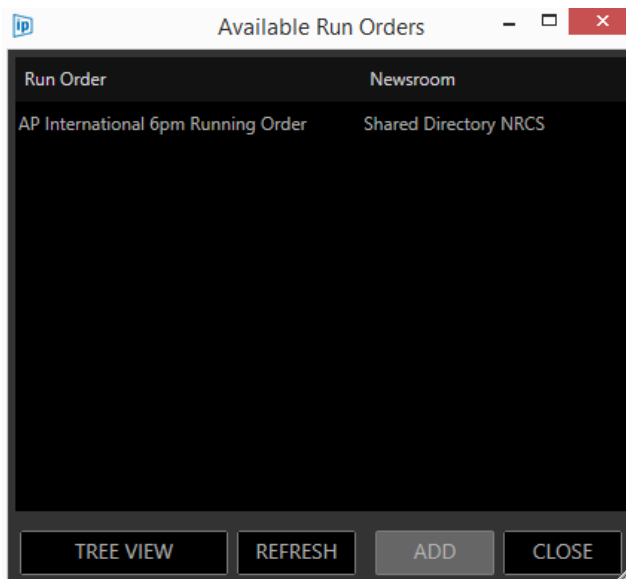 ip
Available Run Orders
Run Order Newsroom
AP International 6pm Running Order Shared Directory NRCS
TREE VIEW REFRESH ADD CLOSE